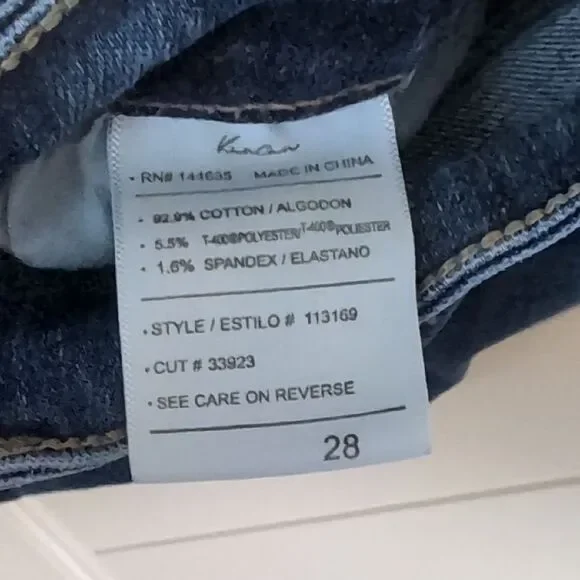 Kancan
• RN# 144635 MADE IN CHINA
• 92.9% COTTON / ALGODON
• 5.5% T-400®POLYESTER/T-400®POLIESTER
• 1.6% SPANDEX / ELASTANO
• STYLE / ESTILO # 113169
• CUT # 33923
• SEE CARE ON REVERSE
28